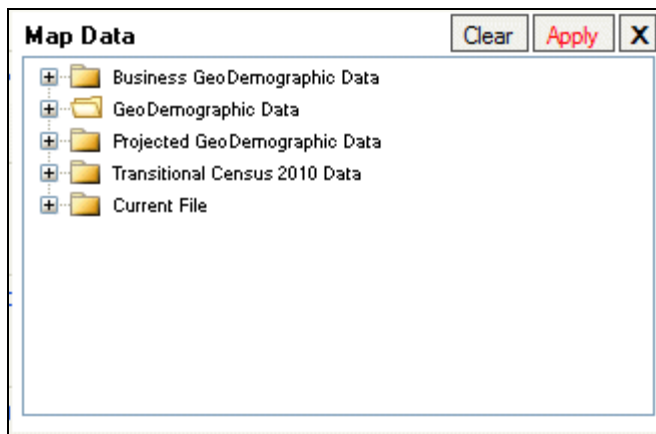 Map Data Clear Apply X
Business GeoDemographic Data
GeoDemographic Data
Projected GeoDemographic Data
Transitional Census 2010 Data
Current File